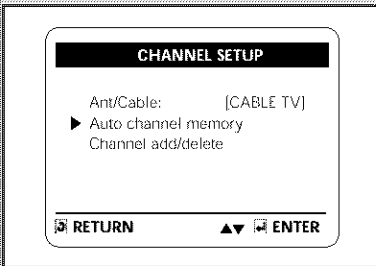 CHANNEL SETUP
Ant/Cable: [CABLE TV]
▶ Auto channel memory
Channel add/delete
RETURN ▲▼ ENTER